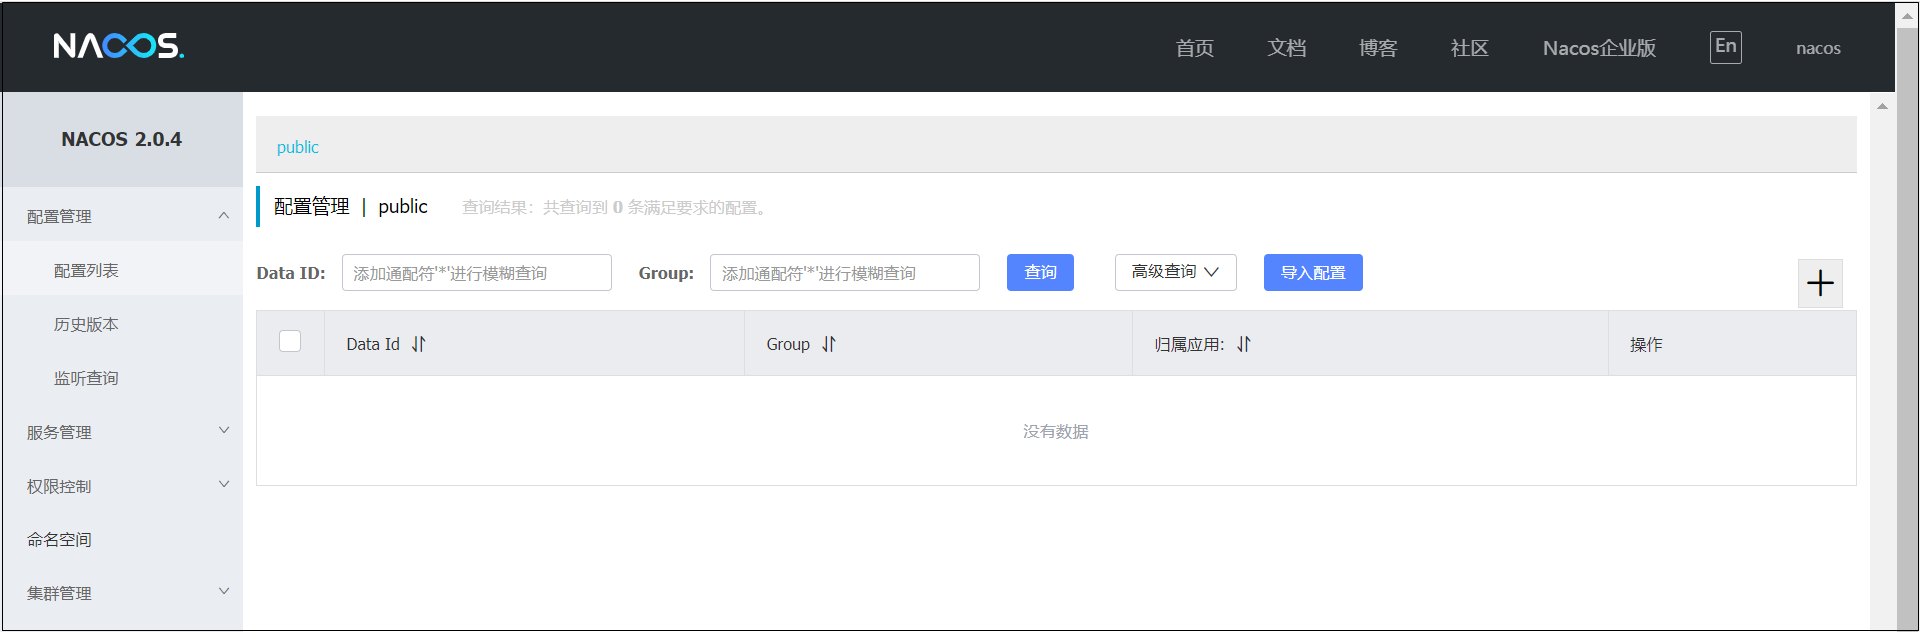 NACOS.
首页 文档 博客 社区 Nacos企业版 En nacos
NACOS 2.0.4
配置管理
配置列表
历史版本
监听查询
服务管理
权限控制
命名空间
集群管理
public
配置管理 | public 查询结果：共查询到 0 条满足要求的配置。
Data ID: 添加通配符'*'进行模糊查询 Group: 添加通配符'*'进行模糊查询 查询 高级查询 导入配置
Data Id Group 归属应用: 操作
没有数据